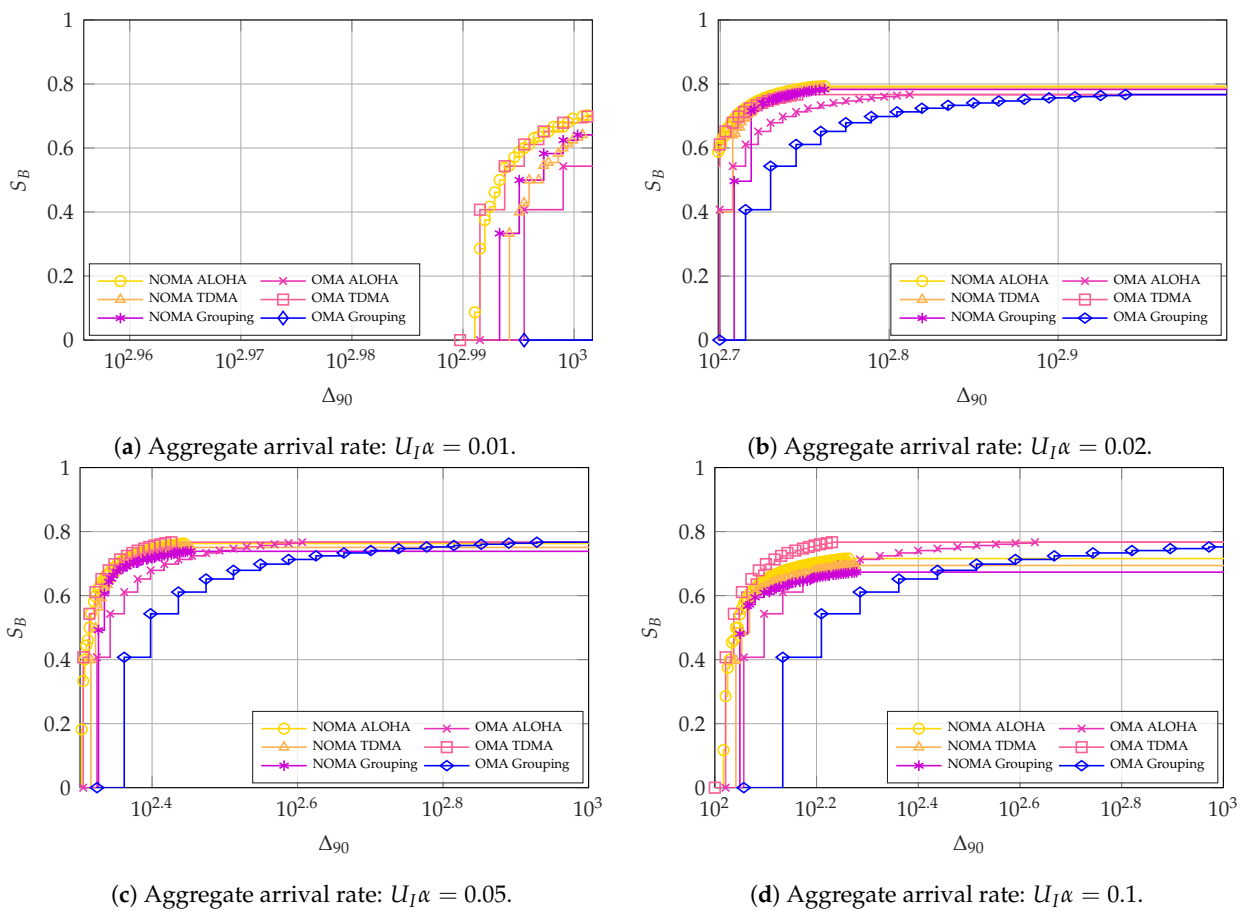 1
0.8
0.6
0.4
0.2
0
S_B
NOMA ALOHA OMA ALOHA
NOMA TDMA OMA TDMA
NOMA Grouping OMA Grouping
10^2.96 10^2.97 10^2.98 10^2.99 10^3
Δ_90
(a) Aggregate arrival rate: U_I α = 0.01.
1
0.8
0.6
0.4
0.2
0
S_B
NOMA ALOHA OMA ALOHA
NOMA TDMA OMA TDMA
NOMA Grouping OMA Grouping
10^2.7 10^2.8 10^2.9
Δ_90
(b) Aggregate arrival rate: U_I α = 0.02.
1
0.8
0.6
0.4
0.2
0
S_B
NOMA ALOHA OMA ALOHA
NOMA TDMA OMA TDMA
NOMA Grouping OMA Grouping
10^2.4 10^2.6 10^2.8 10^3
Δ_90
(c) Aggregate arrival rate: U_I α = 0.05.
1
0.8
0.6
0.4
0.2
0
S_B
NOMA ALOHA OMA ALOHA
NOMA TDMA OMA TDMA
NOMA Grouping OMA Grouping
10^2 10^2.2 10^2.4 10^2.6 10^2.8 10^3
Δ_90
(d) Aggregate arrival rate: U_I α = 0.1.